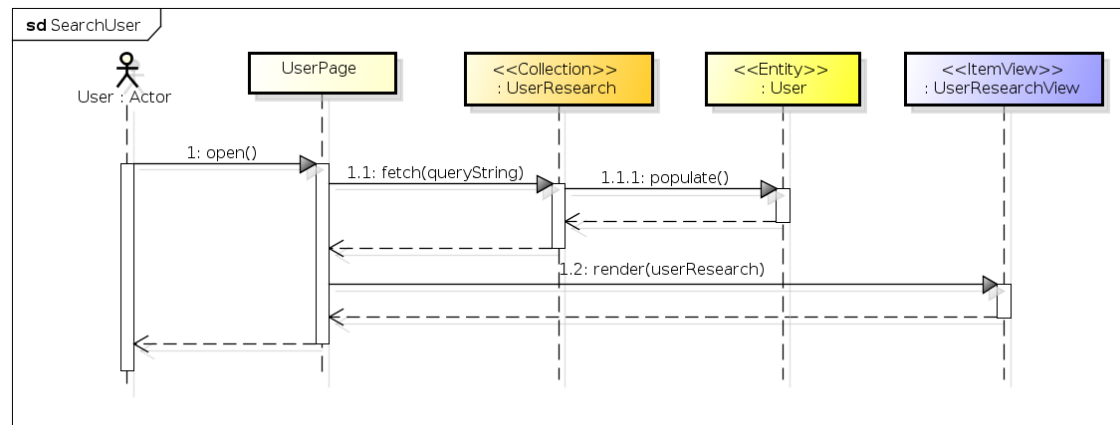 sd SearchUser
User : Actor
UserPage
<<Collection>>
: UserResearch
<<Entity>>
: User
<<ItemView>>
: UserResearchView
1: open()
1.1: fetch(queryString)
1.1.1: populate()
1.2: render(userResearch)